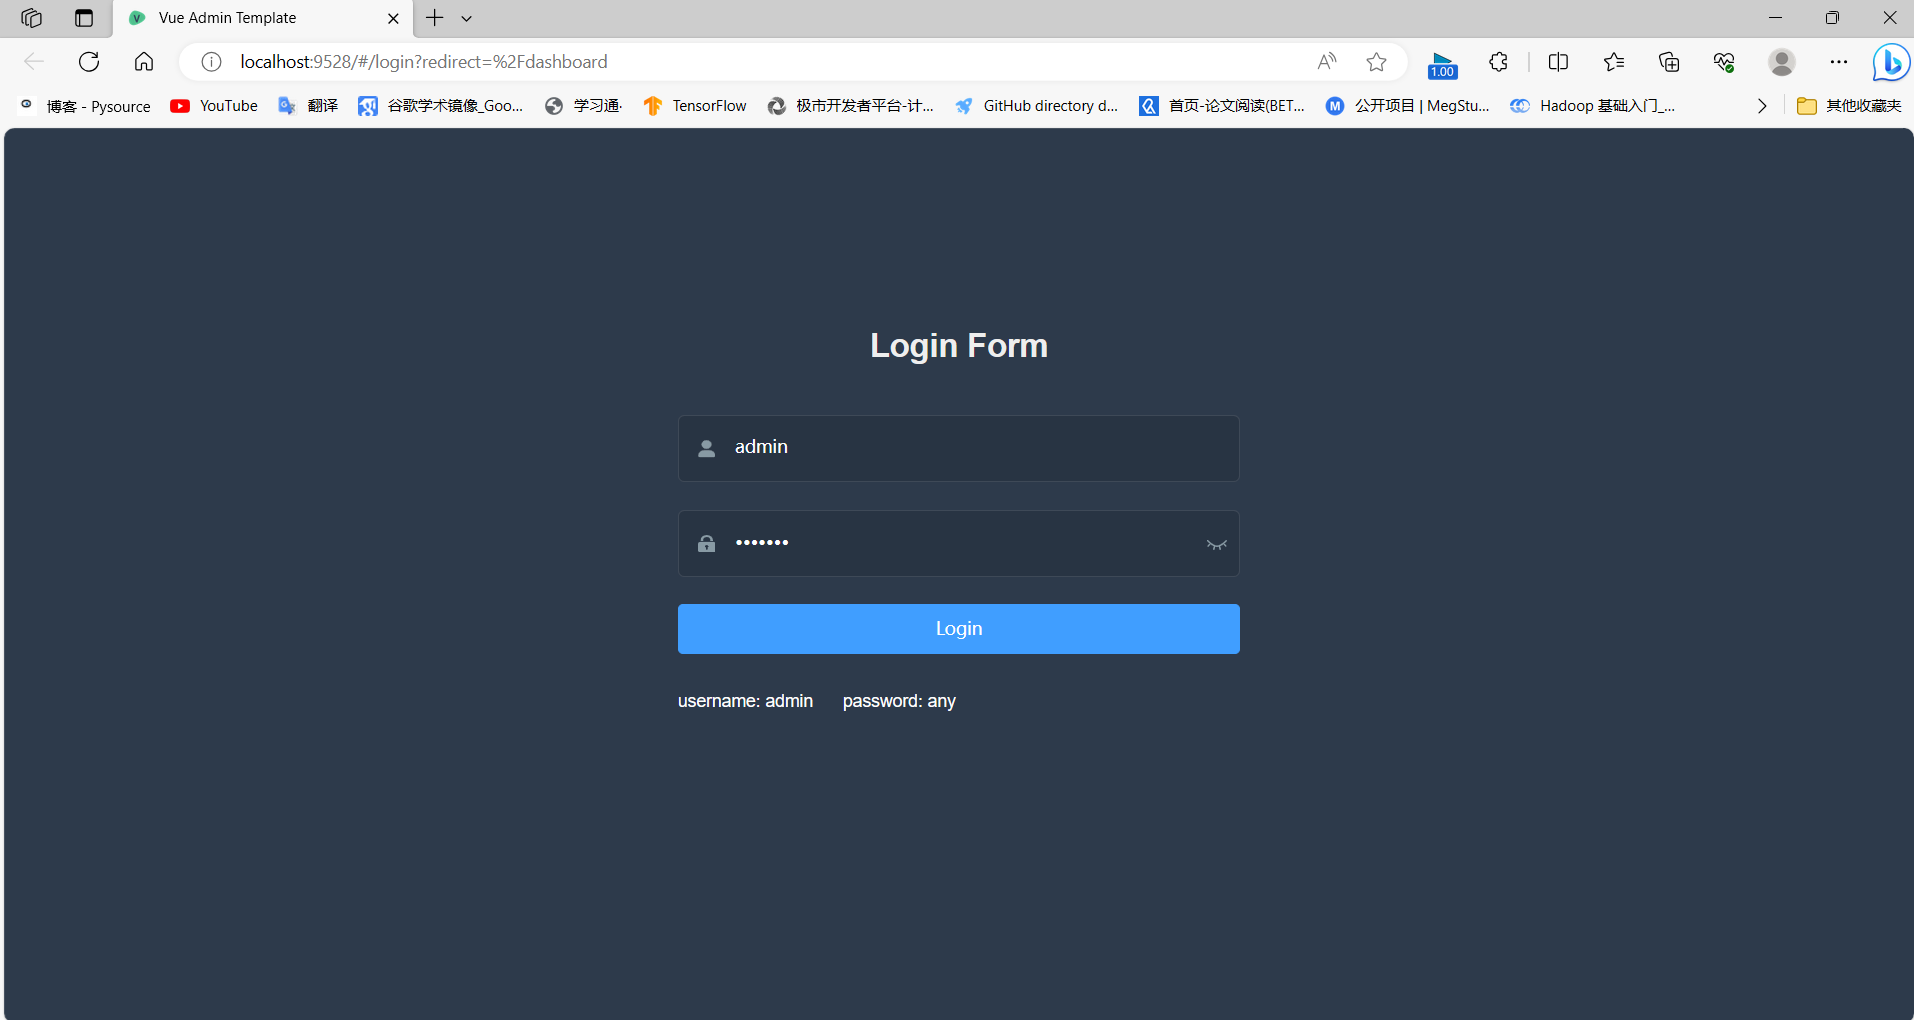 Vue Admin Template
localhost:9528/#/login?redirect=%2Fdashboard
1.00
博客 - Pysource YouTube 翻译 谷歌学术镜像_Goo... 学习通· TensorFlow 极市开发者平台-计... GitHub directory d... 首页-论文阅读(BET... 公开项目 | MegStu... Hadoop 基础入门_... 其他收藏夹
Login Form
admin
•••••••
Login
username: admin password: any